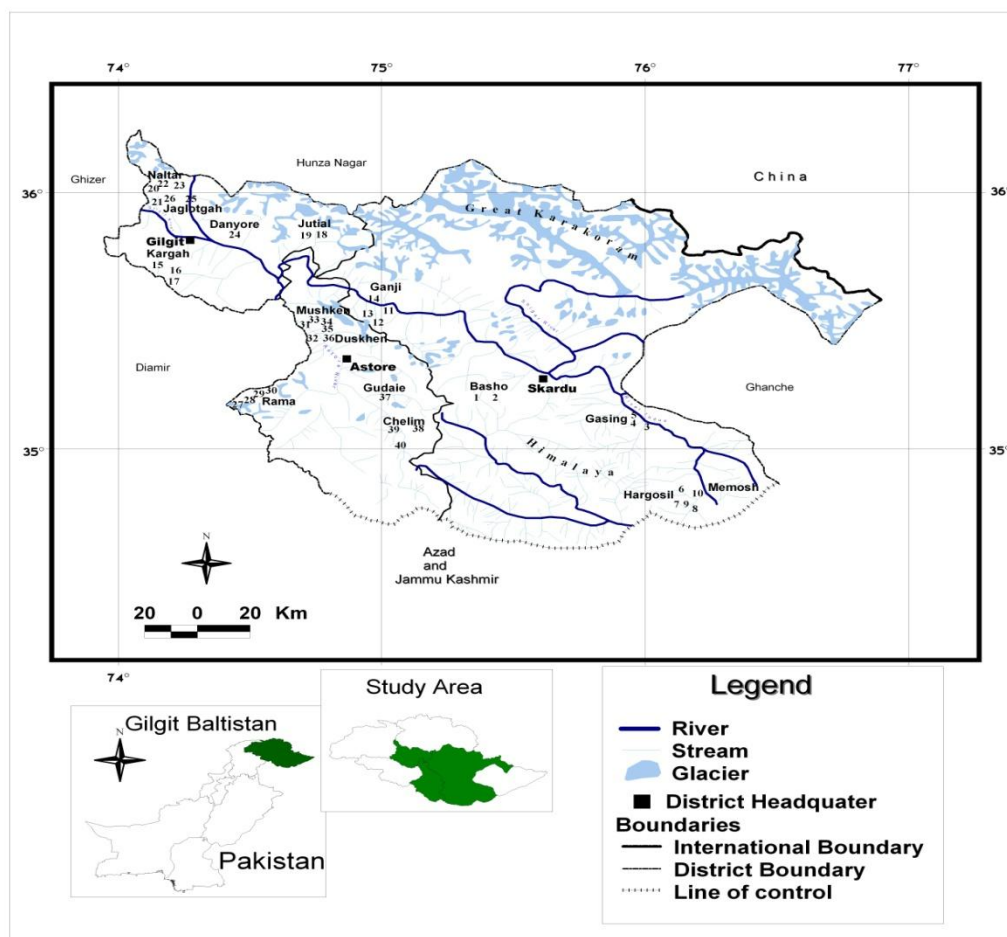 74°
75°
76°
77°
Hunza Nagar
Ghizer
China
Naltar
22 23
20
36°
36°
26 25
21
Jaglotgah
Great Karakoram
Danyore
24
Jutial
19 18
Gilgit
Kargah
15 16
17
Ganji
14
Mushken
13 11
33 34
12
31
35
32 36
Duskhen
Diamir
Astore
Skardu
Ghanche
Gudaie
37
Basho
1 2
29 30
27 28
Rama
Gasing
5
4 3
Chelim
39 38
40
Himalaya
35°
35°
Hargosil
6
10
Memosh
7 9
8
N
Azad
and
Jammu Kashmir
20 0 20 Km
74°
75°
76°
77°
Gilgit Baltistan
N
Pakistan
Study Area
Legend
River
Stream
Glacier
District Headquater
Boundaries
International Boundary
District Boundary
Line of control